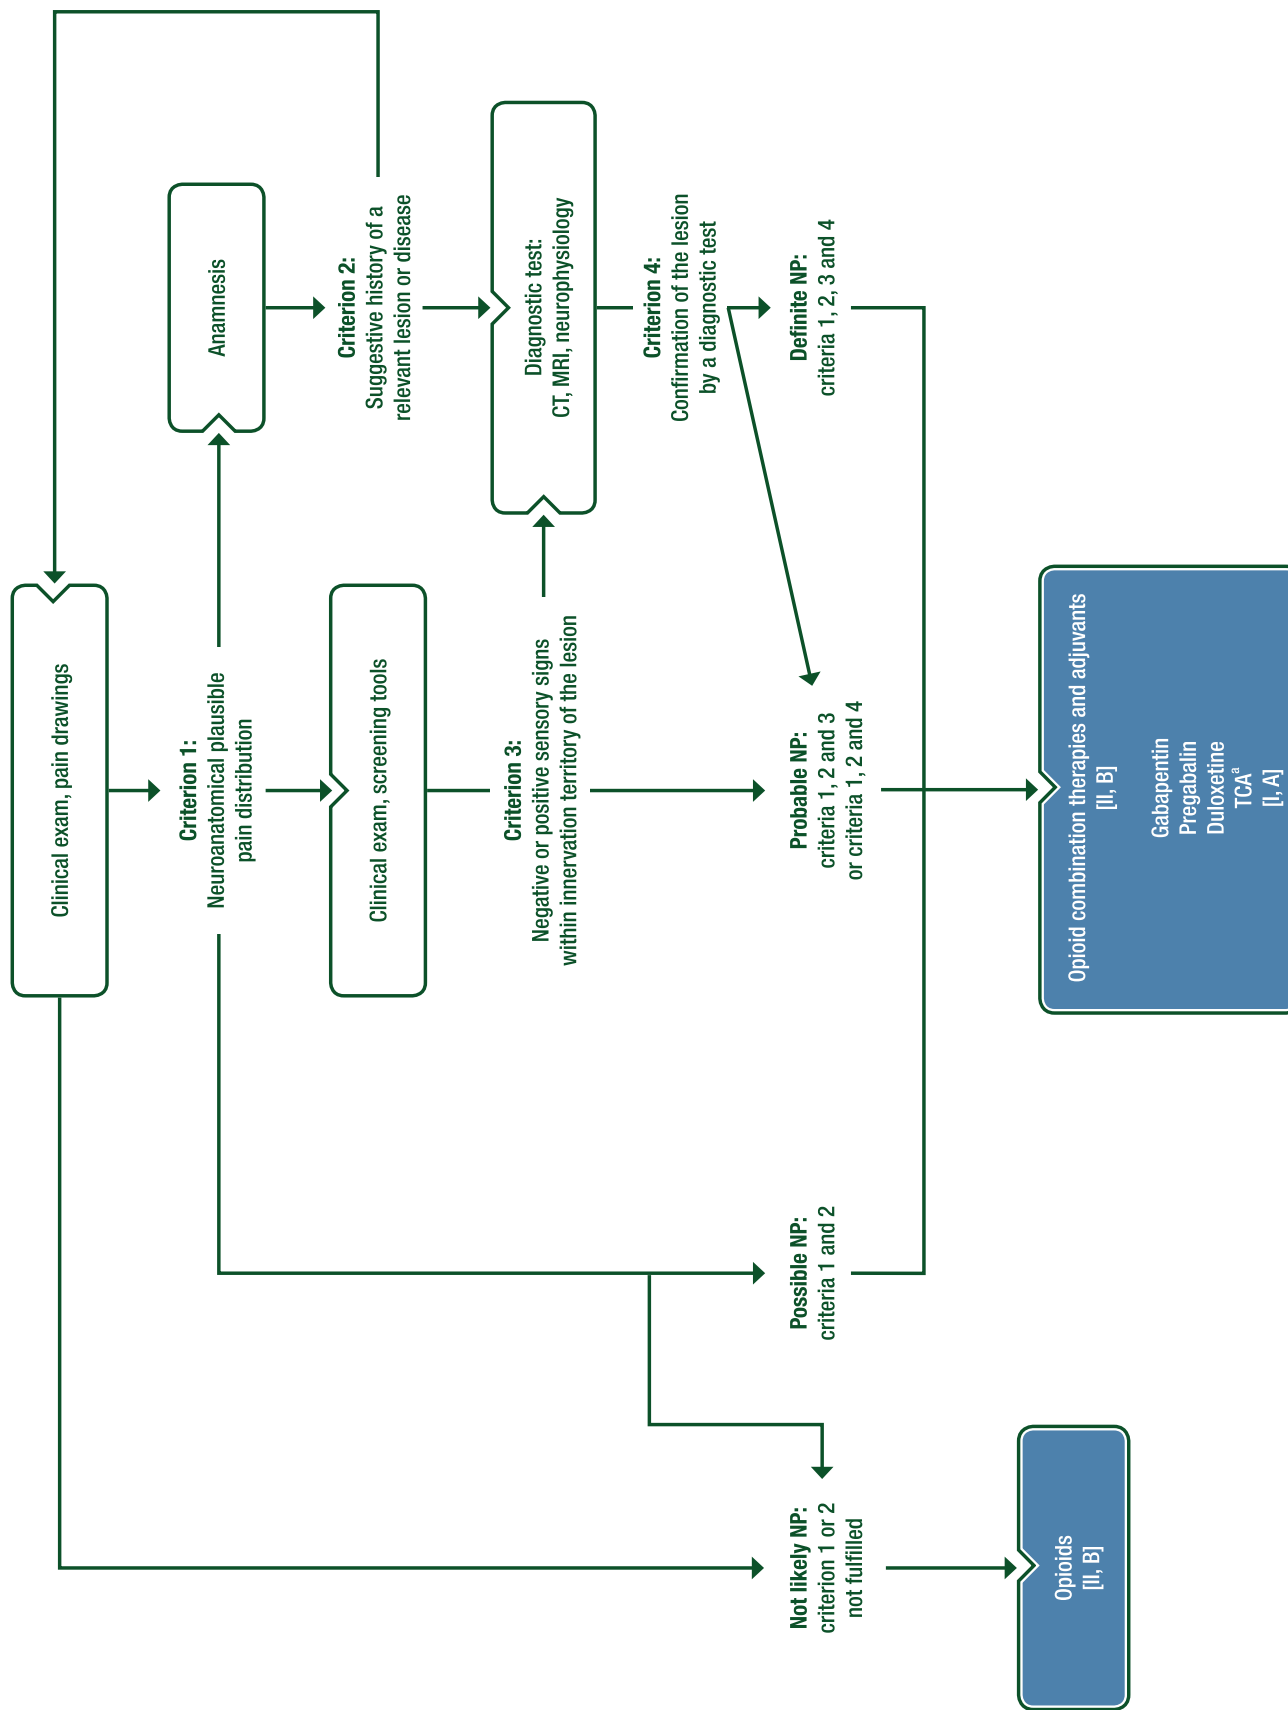 Clinical exam, pain drawings
Criterion 1:
Neuroanatomical plausible
pain distribution
Anamnesis
Criterion 2:
Suggestive history of a
relevant lesion or disease
Clinical exam, screening tools
Criterion 3:
Negative or positive sensory signs
within innervation territory of the lesion
Diagnostic test:
CT, MRI, neurophysiology
Criterion 4:
Confirmation of the lesion
by a diagnostic test
Not likely NP:
criterion 1 or 2
not fulfilled
Possible NP:
criteria 1 and 2
Probable NP:
criteria 1, 2 and 3
or criteria 1, 2 and 4
Definite NP:
criteria 1, 2, 3 and 4
Opioids
[II, B]
Opioid combination therapies and adjuvants
[II, B]
Gabapentin
Pregabalin
Duloxetine
TCAᵃ
[I, A]